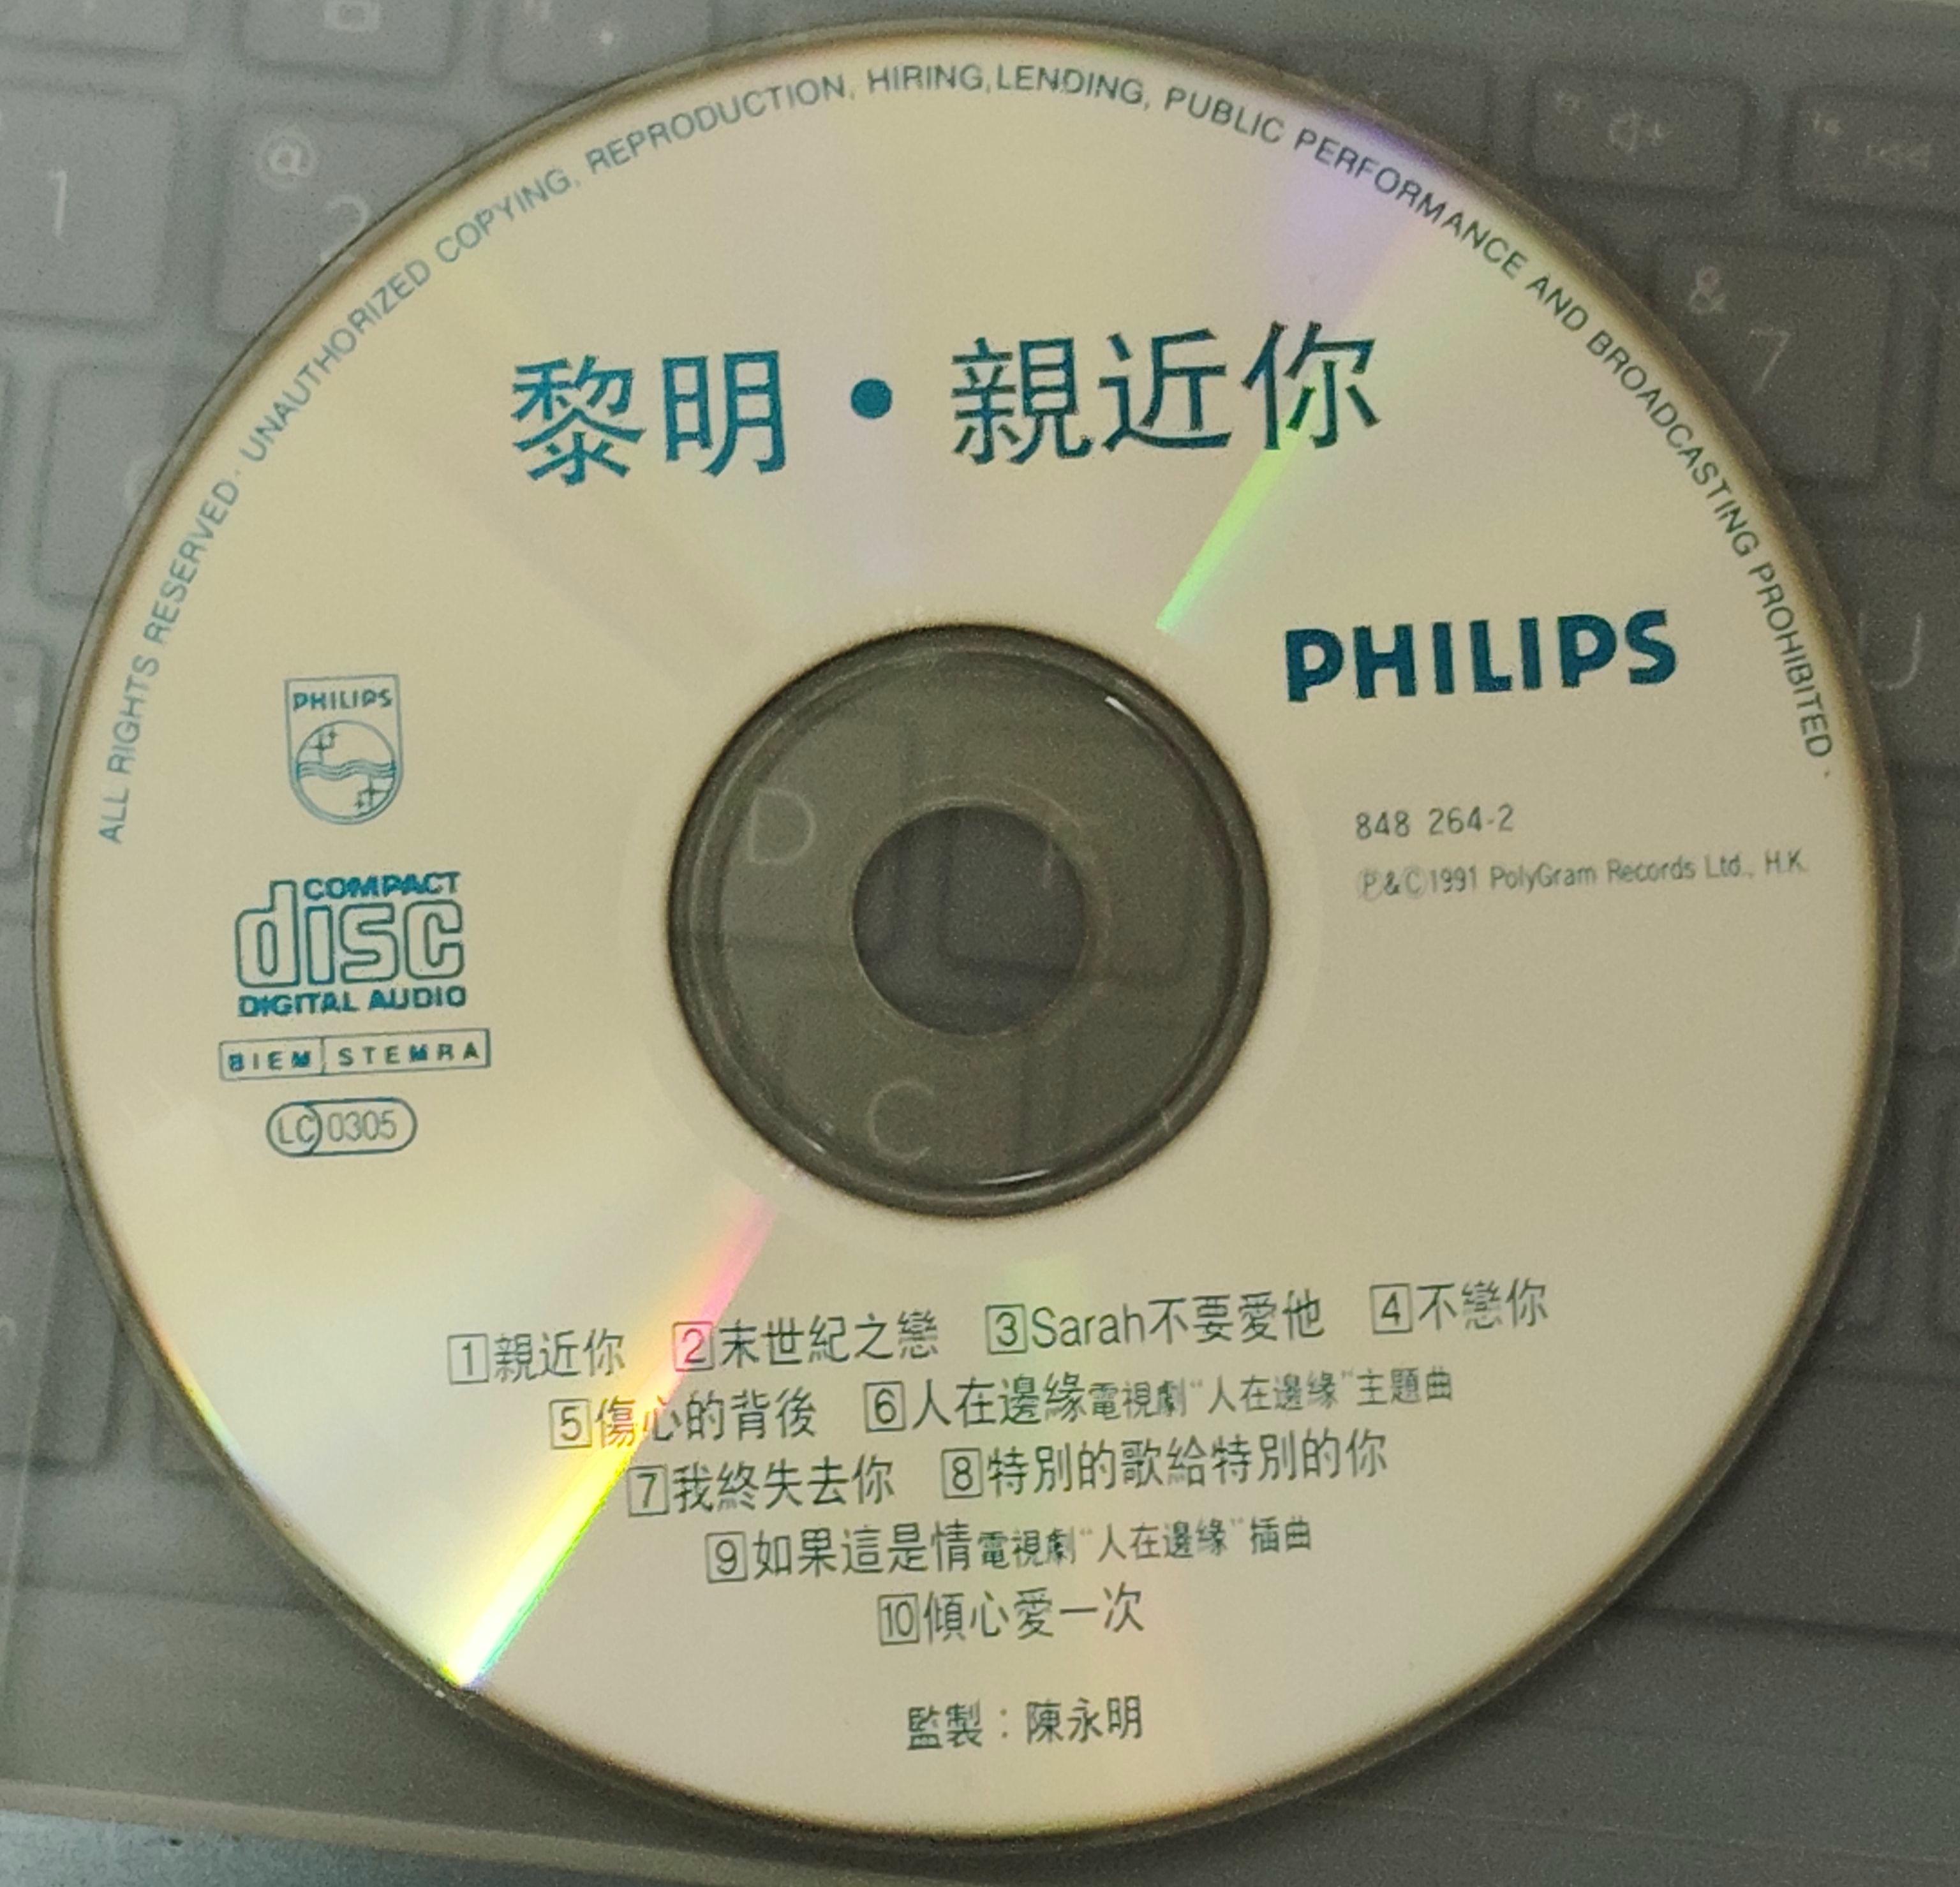 ALL RIGHTS RESERVED · UNAUTHORIZED COPYING, REPRODUCTION, HIRING, LENDING, PUBLIC PERFORMANCE AND BROADCASTING PROHIBITED ·
黎明・親近你
PHILIPS
PHILIPS
848 264-2
Ⓟ&Ⓒ1991 PolyGram Records Ltd., H.K.
COMPACT
disc
DIGITAL AUDIO
BIEM STEMRA
LC 0305
1親近你 2末世紀之戀 3Sarah不要愛他 4不戀你
5傷心的背後 6人在邊緣電視劇“人在邊緣”主題曲
7我終失去你 8特別的歌給特別的你
9如果這是情電視劇“人在邊緣”插曲
10傾心愛一次
監製：陳永明
D
C
1
@
2
&
7
J